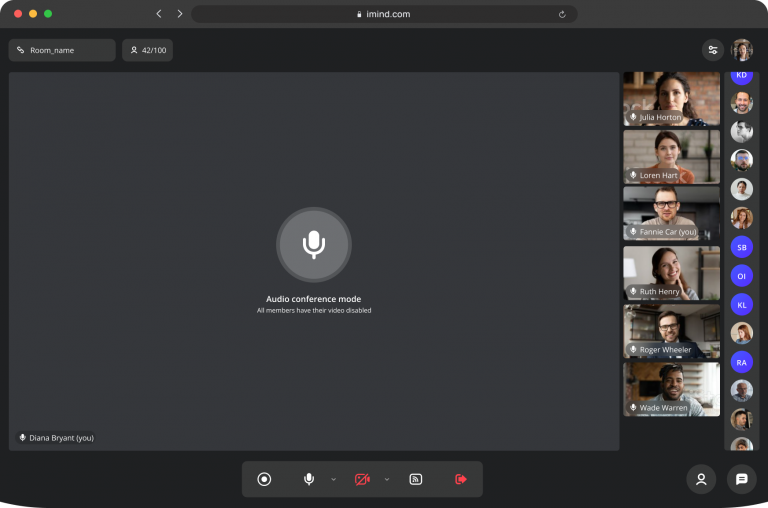 imind.com
Room_name
42/100
Julia Horton
Loren Hart
Fannie Car (you)
Ruth Henry
Roger Wheeler
Wade Warren
KD
SB
OI
KL
RA
Audio conference mode
All members have their video disabled
Diana Bryant (you)